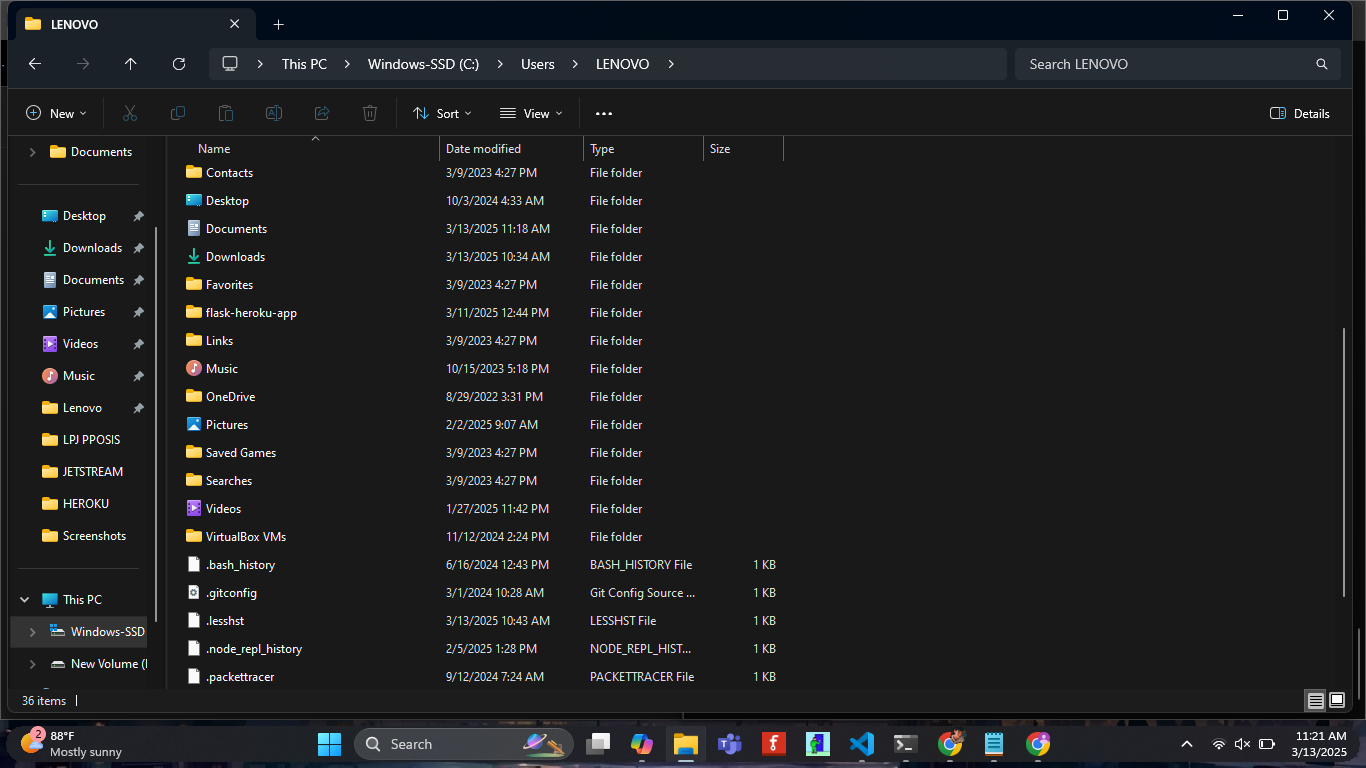 LENOVO
This PC > Windows-SSD (C:) > Users > LENOVO >
Search LENOVO
New
Sort
View
Details
Documents
Desktop
Downloads
Documents
Pictures
Videos
Music
Lenovo
LPJ PPOSIS
JETSTREAM
HEROKU
Screenshots
This PC
Windows-SSD
New Volume (
Name Date modified Type Size
Contacts 3/9/2023 4:27 PM File folder
Desktop 10/3/2024 4:33 AM File folder
Documents 3/13/2025 11:18 AM File folder
Downloads 3/13/2025 10:34 AM File folder
Favorites 3/9/2023 4:27 PM File folder
flask-heroku-app 3/11/2025 12:44 PM File folder
Links 3/9/2023 4:27 PM File folder
Music 10/15/2023 5:18 PM File folder
OneDrive 8/29/2022 3:31 PM File folder
Pictures 2/2/2025 9:07 AM File folder
Saved Games 3/9/2023 4:27 PM File folder
Searches 3/9/2023 4:27 PM File folder
Videos 1/27/2025 11:42 PM File folder
VirtualBox VMs 11/12/2024 2:24 PM File folder
.bash_history 6/16/2024 12:43 PM BASH_HISTORY File 1 KB
.gitconfig 3/1/2024 10:28 AM Git Config Source ... 1 KB
.lesshst 3/13/2025 10:43 AM LESSHST File 1 KB
.node_repl_history 2/5/2025 1:28 PM NODE_REPL_HIST... 1 KB
.packettracer 9/12/2024 7:24 AM PACKETTRACER File 1 KB
36 items
2
88°F
Mostly sunny
Search
11:21 AM
3/13/2025